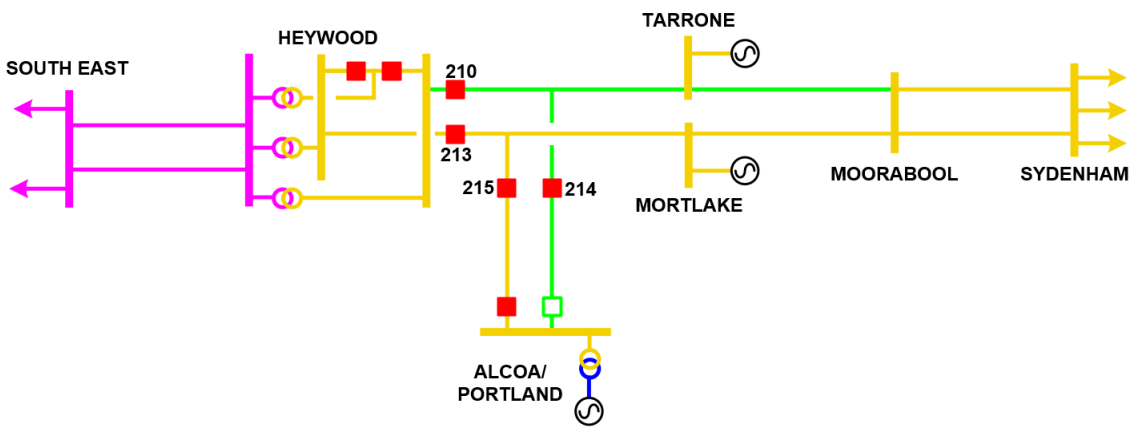 TARRONE
HEYWOOD
SOUTH EAST
210
213
215
214
MORTLAKE
MOORABOOL
SYDENHAM
ALCOA/
PORTLAND